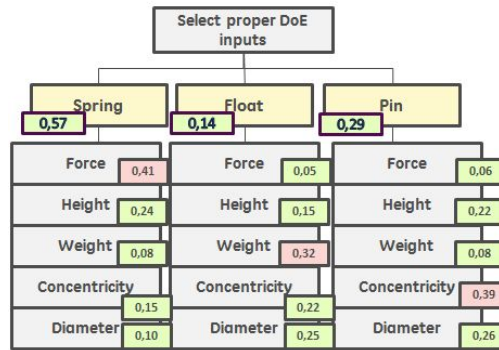 Select proper DoE
inputs
Spring
0,57
Float
0,14
Pin
0,29
Force
0,41
Height
0,24
Weight
0,08
Concentricity
0,15
Diameter
0,10
Force
0,05
Height
0,15
Weight
0,32
Concentricity
0,22
Diameter
0,25
Force
0,06
Height
0,22
Weight
0,08
Concentricity
0,39
Diameter
0,26